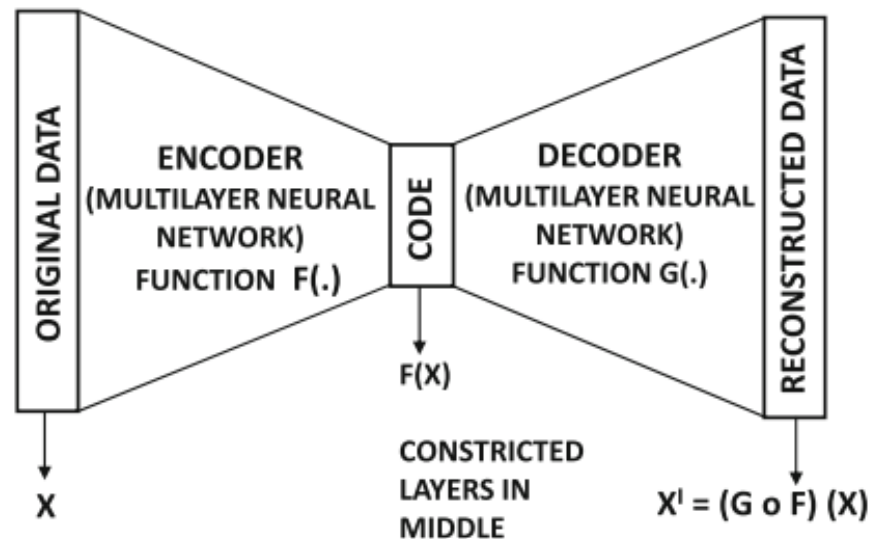 ORIGINAL DATA
ENCODER
(MULTILAYER NEURAL
NETWORK)
FUNCTION F(.)
CODE
DECODER
(MULTILAYER NEURAL
NETWORK)
FUNCTION G(.)
RECONSTRUCTED DATA
F(X)
X
CONSTRICTED
LAYERS IN
MIDDLE
Xᴵ = (G o F) (X)